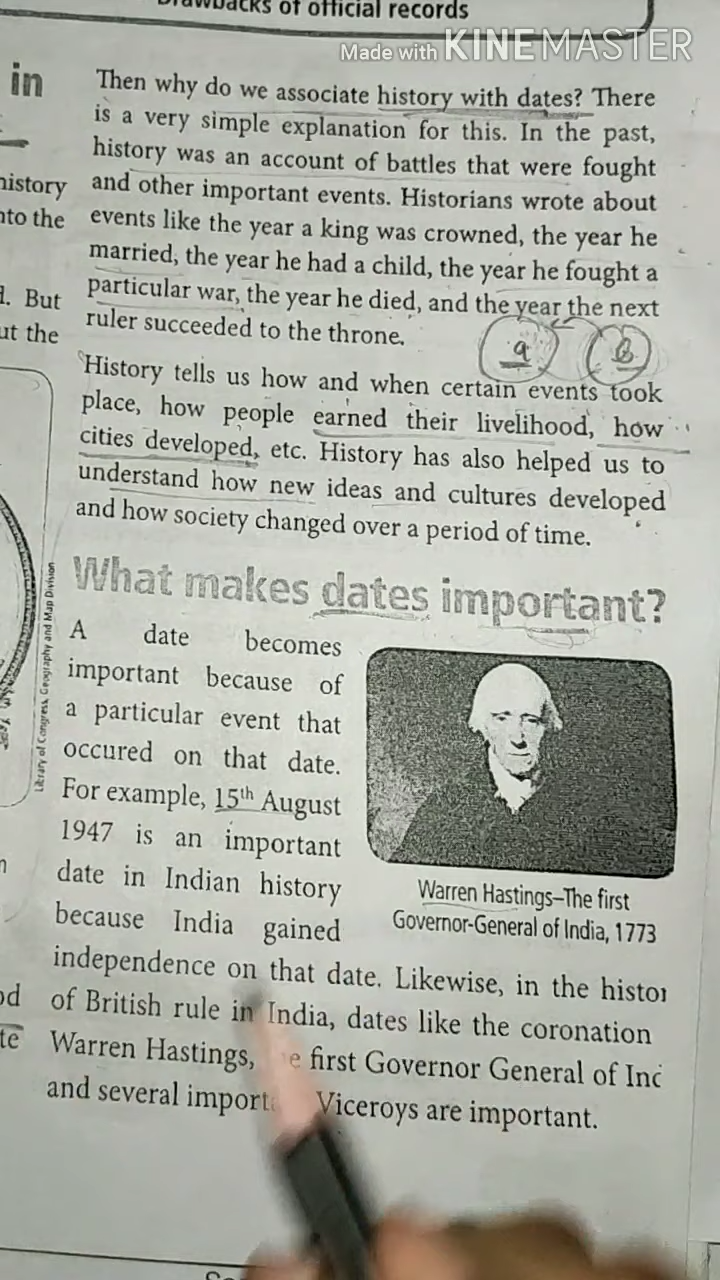 Drawbacks of official records
Made with KINEMASTER
in
Then why do we associate history with dates? There
is a very simple explanation for this. In the past,
history was an account of battles that were fought
and other important events. Historians wrote about
events like the year a king was crowned, the year he
married, the year he had a child, the year he fought a
particular war, the year he died, and the year the next
ruler succeeded to the throne.
history
nto the
d. But
ut the
a B
History tells us how and when certain events took
place, how people earned their livelihood, how
cities developed, etc. History has also helped us to
understand how new ideas and cultures developed
and how society changed over a period of time.
Library of Congress, Geography and Map Division
What makes dates important?
A date becomes
important because of
a particular event that
occured on that date.
For example, 15th August
1947 is an important
date in Indian history
because India gained
independence on that date. Likewise, in the histor
of British rule in India, dates like the coronation
Warren Hastings, e first Governor General of Ind
and several import Viceroys are important.
Warren Hastings–The first
Governor-General of India, 1773
od
te